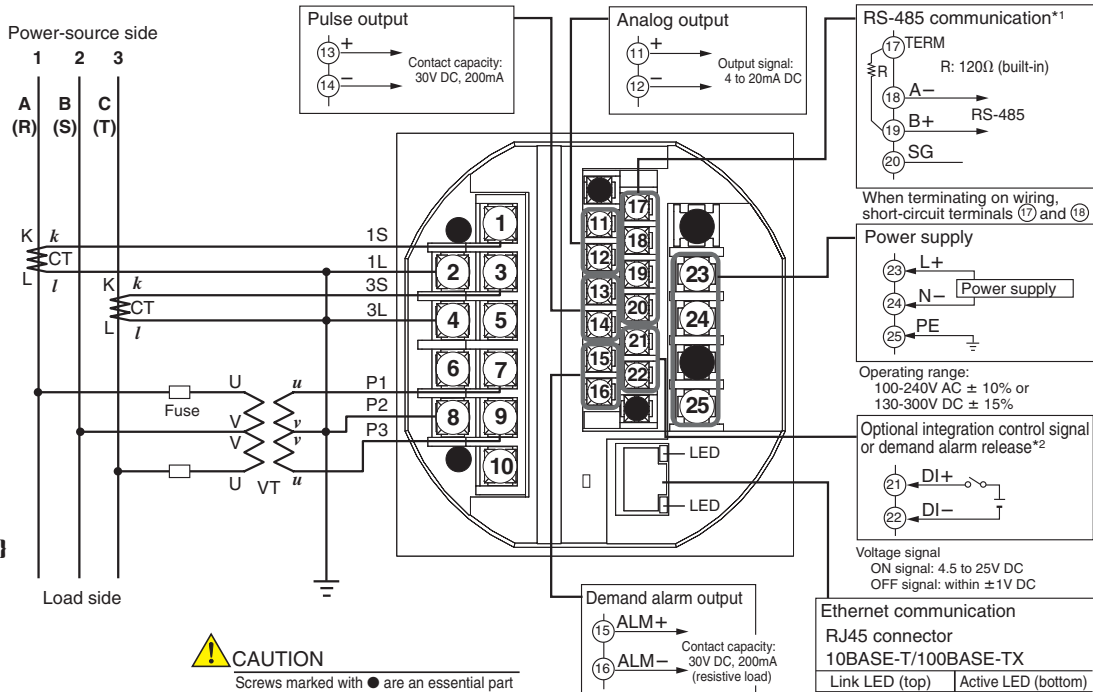 Power-source side
1 2 3
A B C
(R) (S) (T)
K k
CT
L l
K k
CT
L l
1S
1L
3S
3L
U u P1
Fuse
V v P2
V v
P3
U VT u
Load side
}
Pulse output
13 +
14 −
Contact capacity:
30V DC, 200mA
Analog output
11 +
12 −
Output signal:
4 to 20mA DC
RS-485 communication*1
17 TERM
R
R: 120Ω (built-in)
18 A−
RS-485
19 B+
20 SG
When terminating on wiring,
short-circuit terminals ⑰ and ⑱
Power supply
23 L+
Power supply
24 N−
25 PE
Operating range:
100-240V AC ± 10% or
130-300V DC ± 15%
Optional integration control signal
or demand alarm release*2
21 DI+
22 DI−
Voltage signal
ON signal: 4.5 to 25V DC
OFF signal: within ±1V DC
Ethernet communication
RJ45 connector
10BASE-T/100BASE-TX
Link LED (top) Active LED (bottom)
1
2 3
4 5
6 7
8 9
10
11 17
12 18
13 19
14 20
15 21
16 22
23
24
25
LED
LED
Demand alarm output
15 ALM+
16 ALM−
Contact capacity:
30V DC, 200mA
(resistive load)
! CAUTION
Screws marked with ● are an essential part